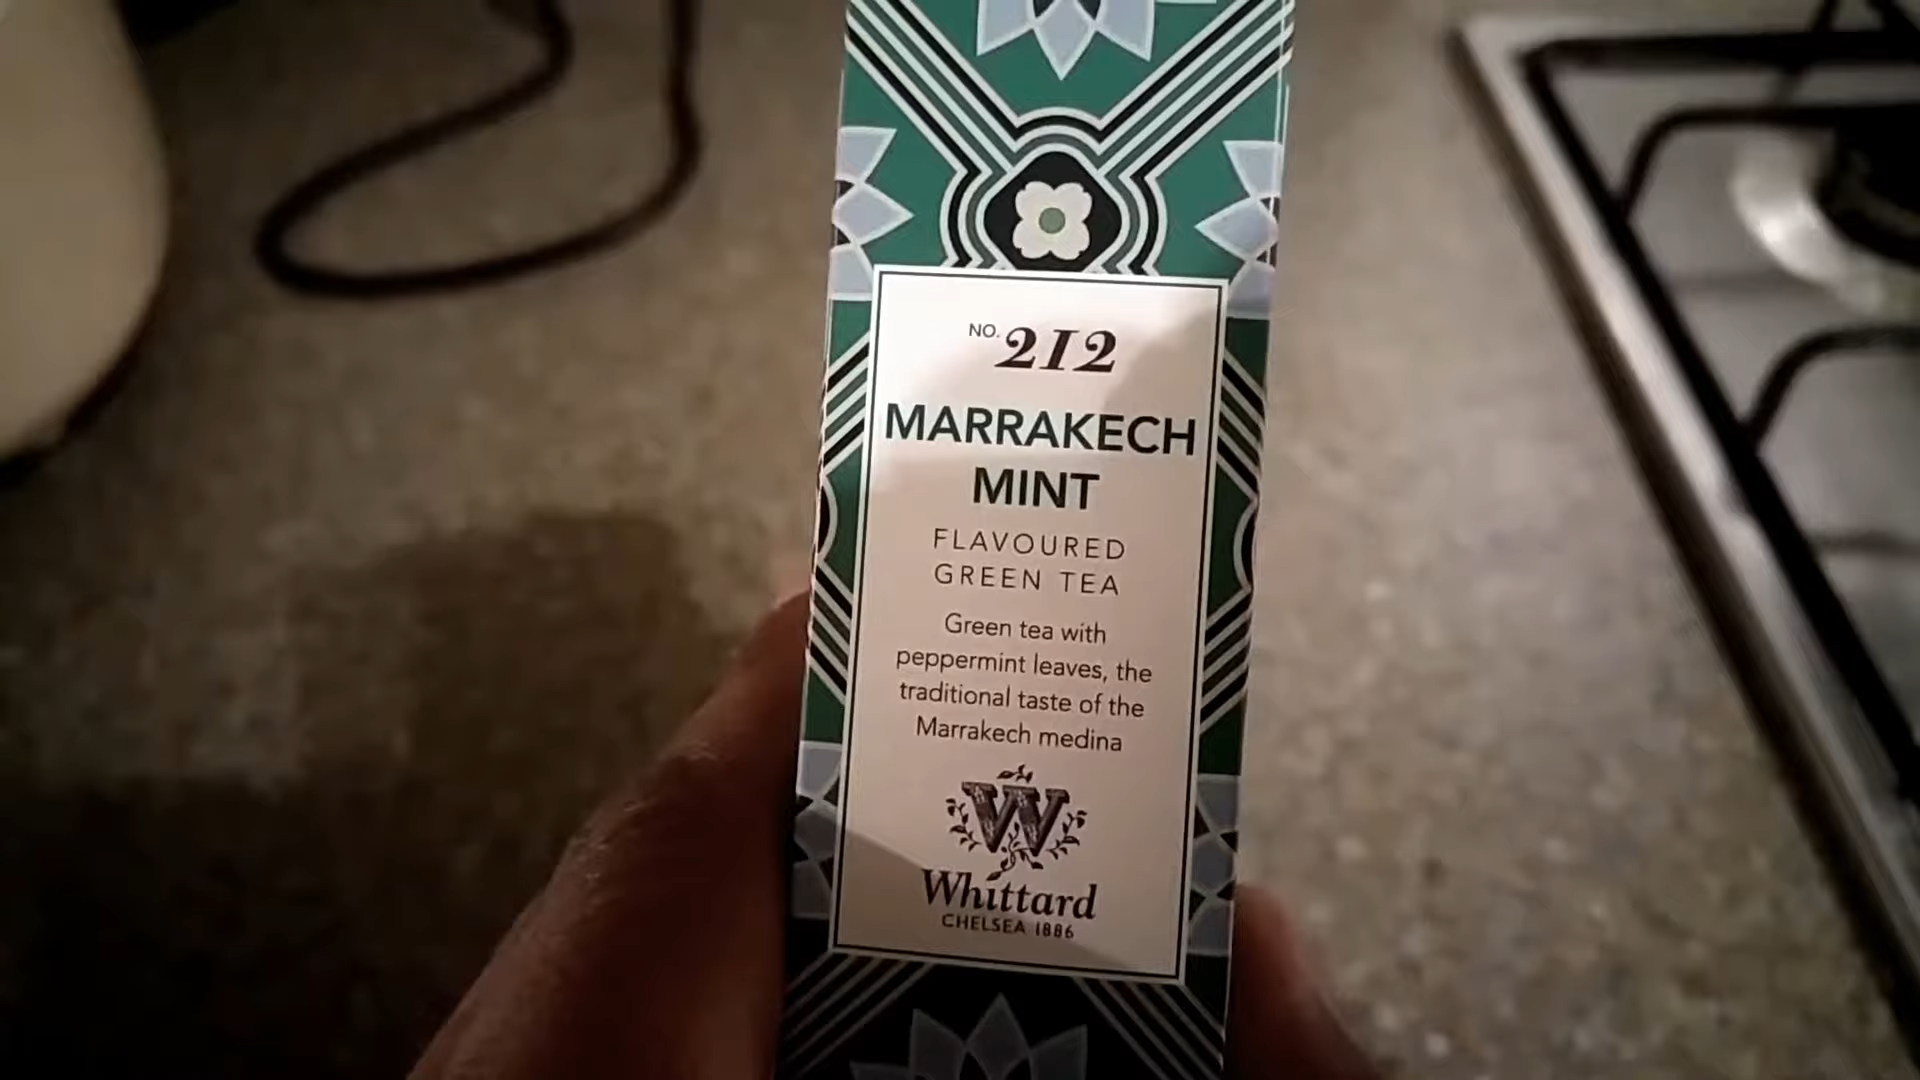 NO. 212
MARRAKECH
MINT
FLAVOURED
GREEN TEA
Green tea with
peppermint leaves, the
traditional taste of the
Marrakech medina
W
Whittard
CHELSEA 1886